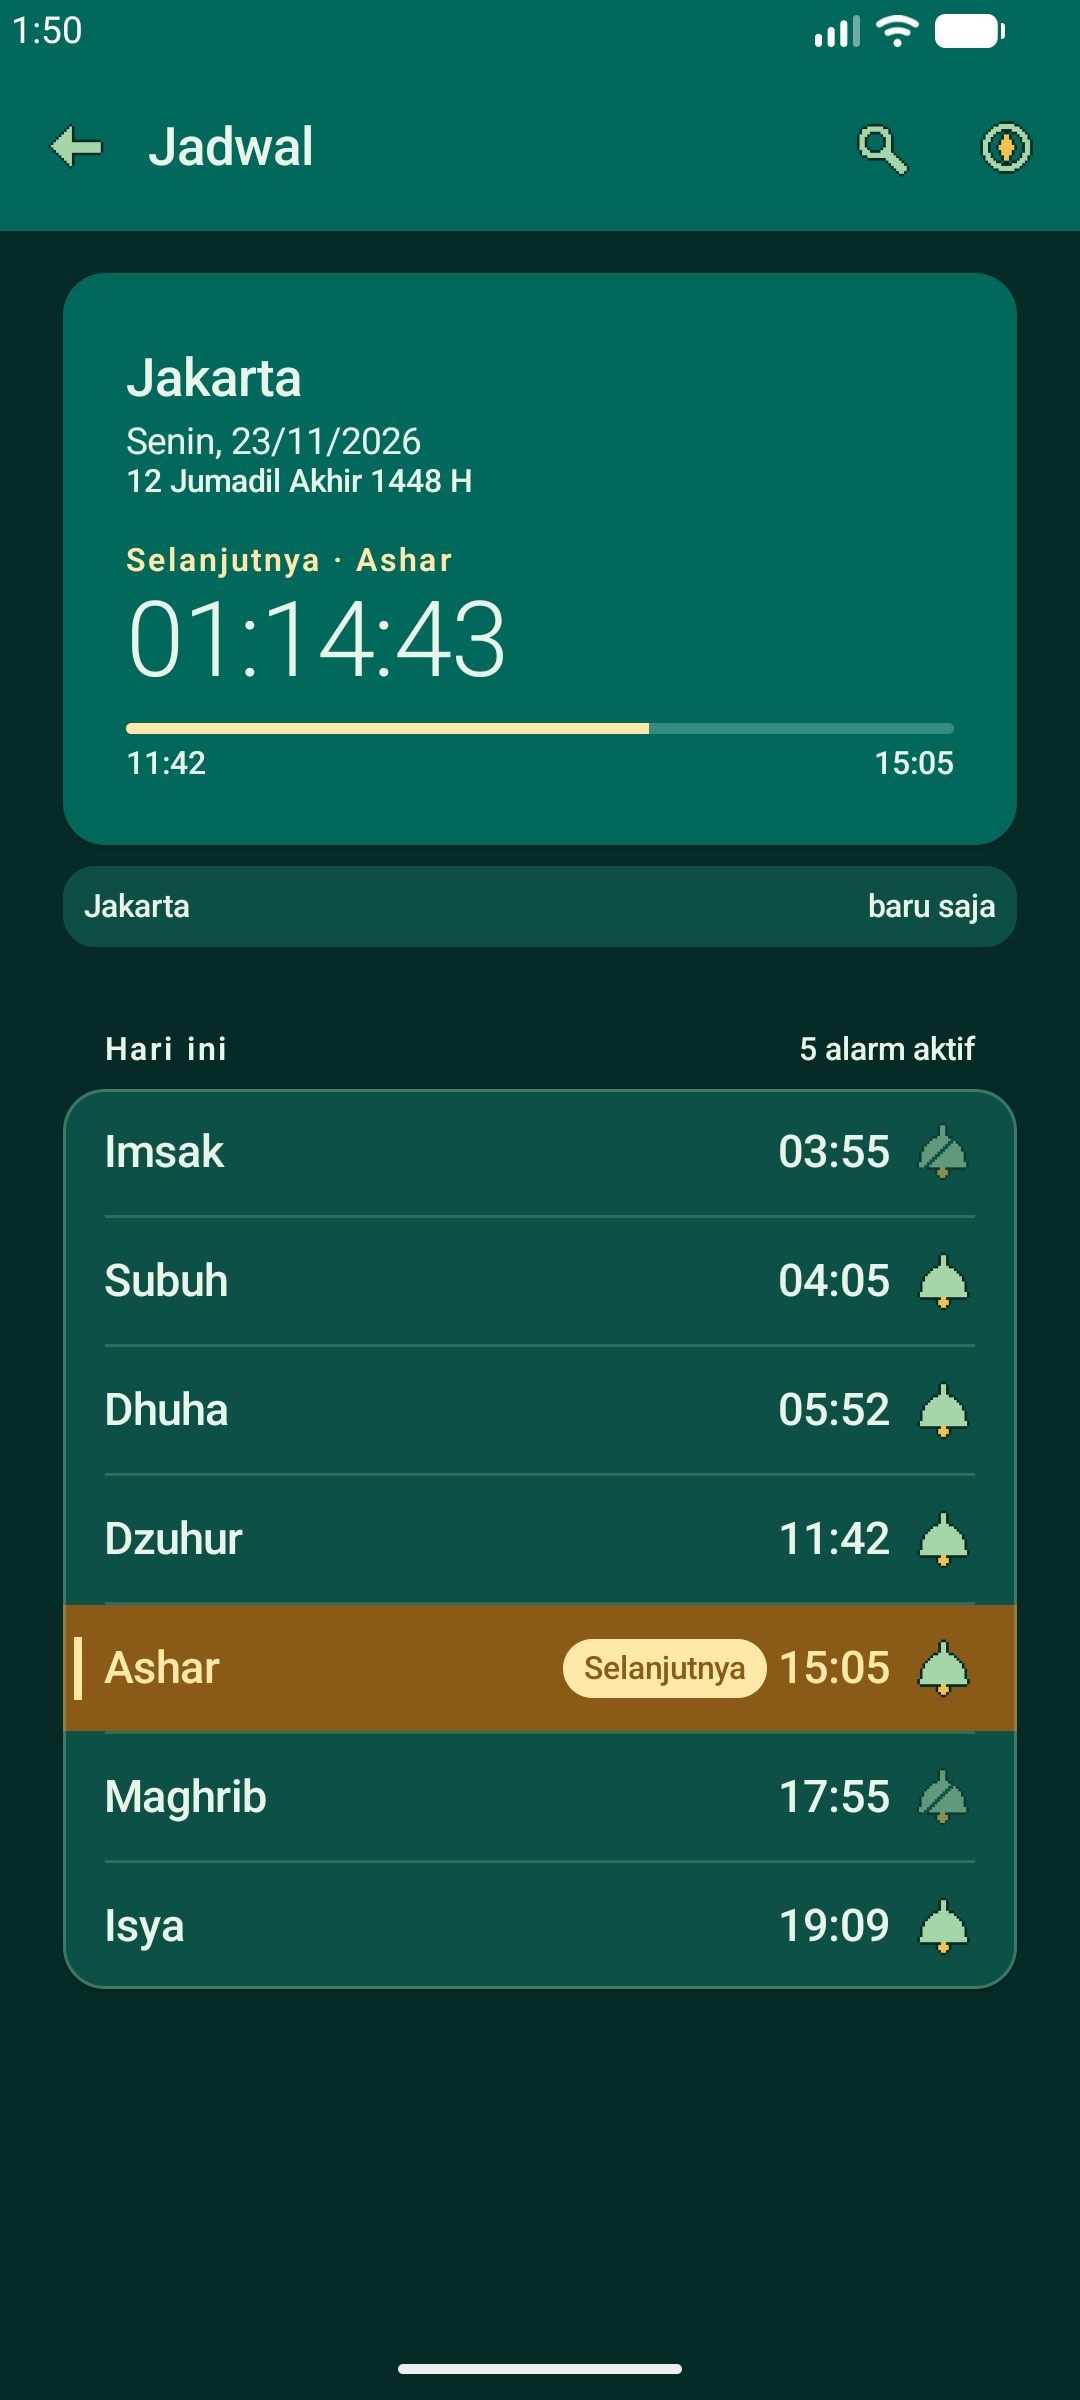 1:50
Jadwal
Jakarta
Senin, 23/11/2026
12 Jumadil Akhir 1448 H
Selanjutnya · Ashar
01:14:43
11:42 15:05
Jakarta baru saja
Hari ini 5 alarm aktif
Imsak 03:55
Subuh 04:05
Dhuha 05:52
Dzuhur 11:42
Ashar Selanjutnya 15:05
Maghrib 17:55
Isya 19:09